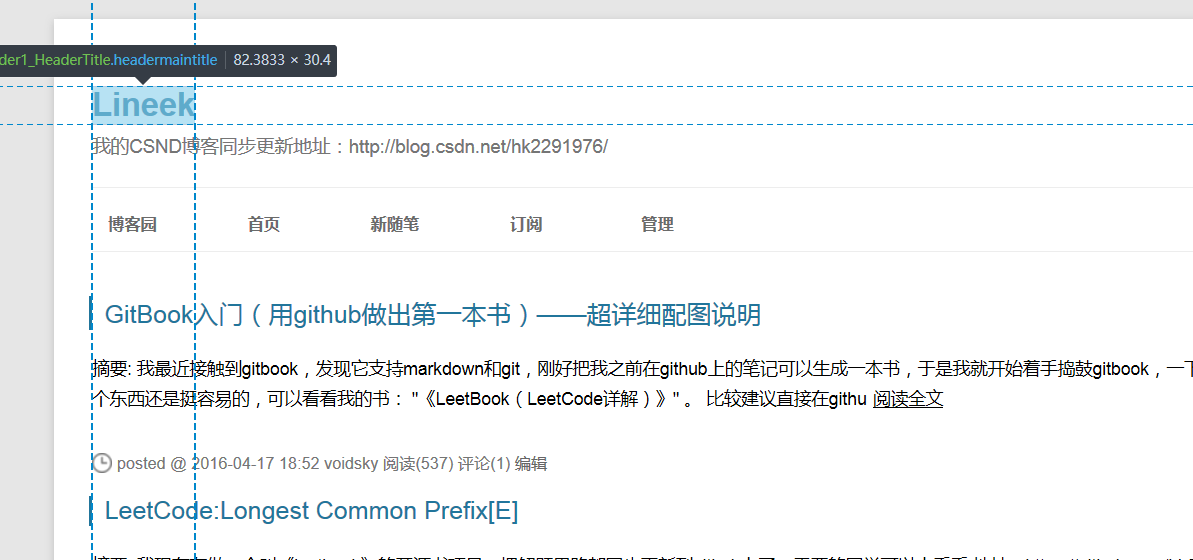 der1_HeaderTitle.headermaintitle 82.3833 × 30.4
Lineek
我的CSND博客同步更新地址：http://blog.csdn.net/hk2291976/
博客园 首页 新随笔 订阅 管理
GitBook入门（用github做出第一本书）——超详细配图说明
摘要: 我最近接触到gitbook，发现它支持markdown和git，刚好把我之前在github上的笔记可以生成一本书，于是我就开始着手捣鼓gitbook，一下
个东西还是挺容易的，可以看看我的书： "《LeetBook（LeetCode详解）》" 。 比较建议直接在githu 阅读全文
posted @ 2016-04-17 18:52 voidsky 阅读(537) 评论(1) 编辑
LeetCode:Longest Common Prefix[E]